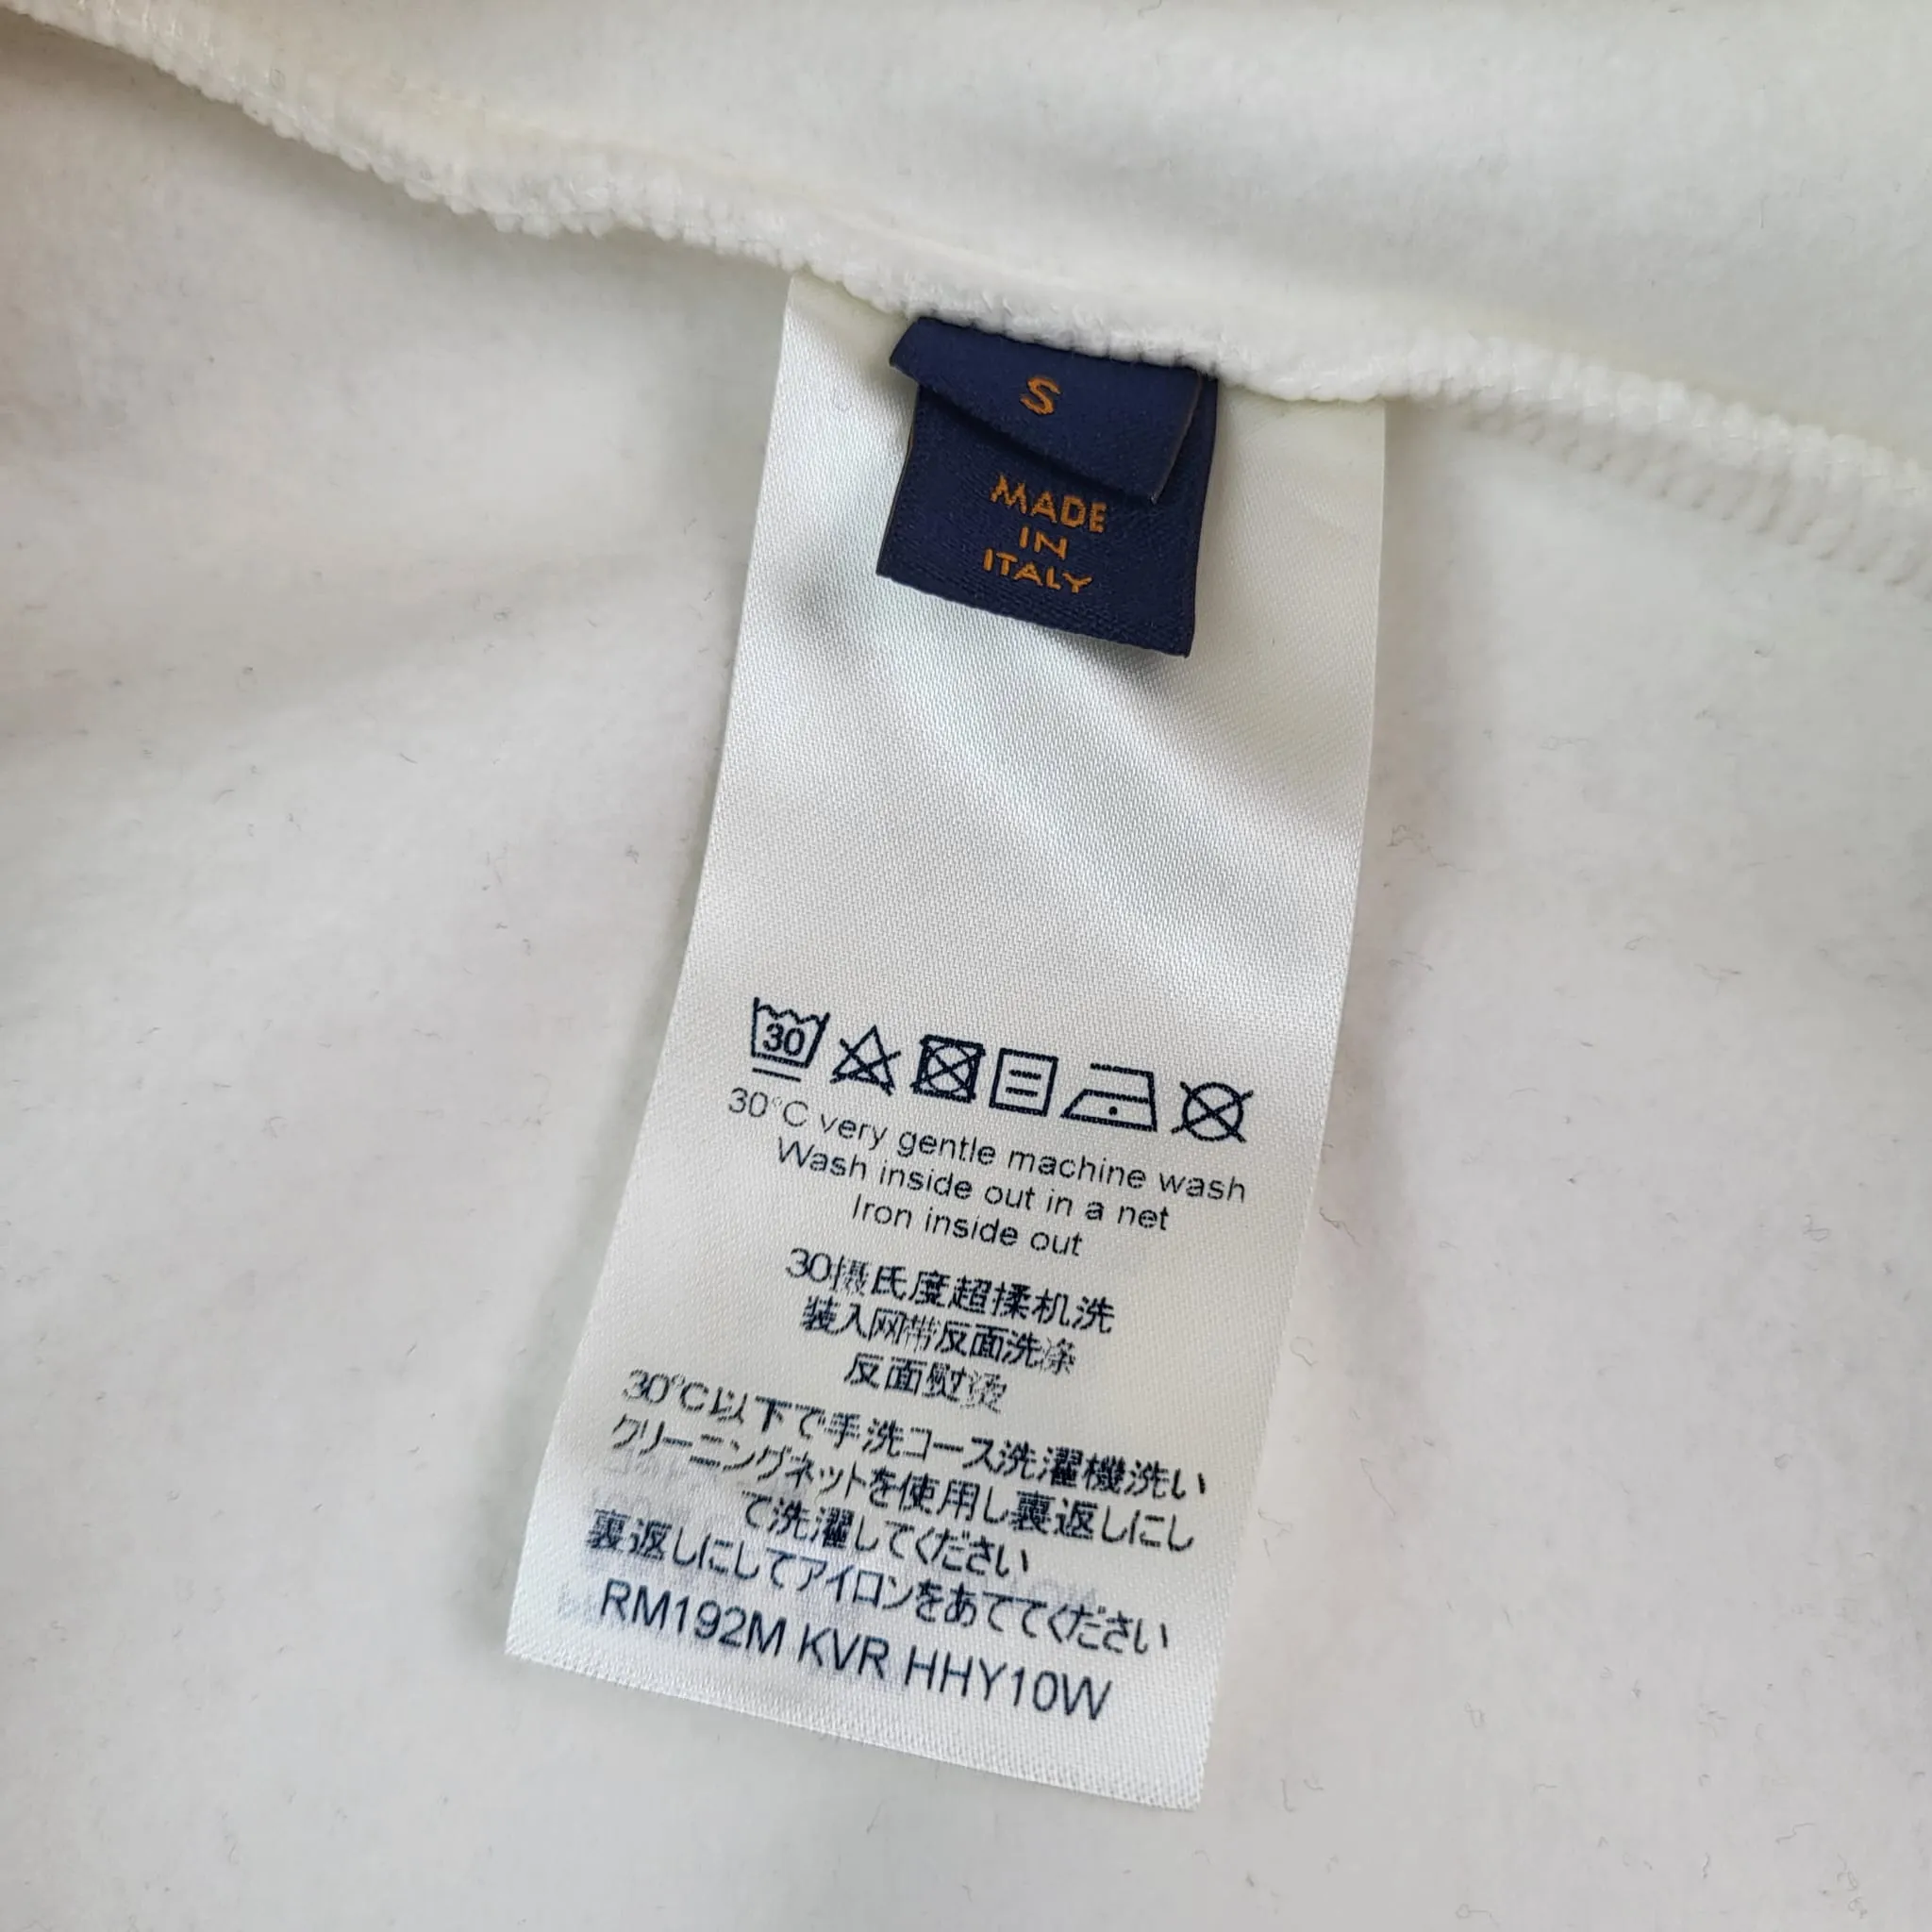 S
MADE
IN
ITALY
30
30°C very gentle machine wash
Wash inside out in a net
Iron inside out
30摄氏度超揉机洗
装入网带反面洗涤
反面熨烫
30°C以下で手洗コース洗濯機洗い
クリーニングネットを使用し裏返しにし
て洗濯してください
裏返しにしてアイロンをあててください
RM192M KVR HHY10W